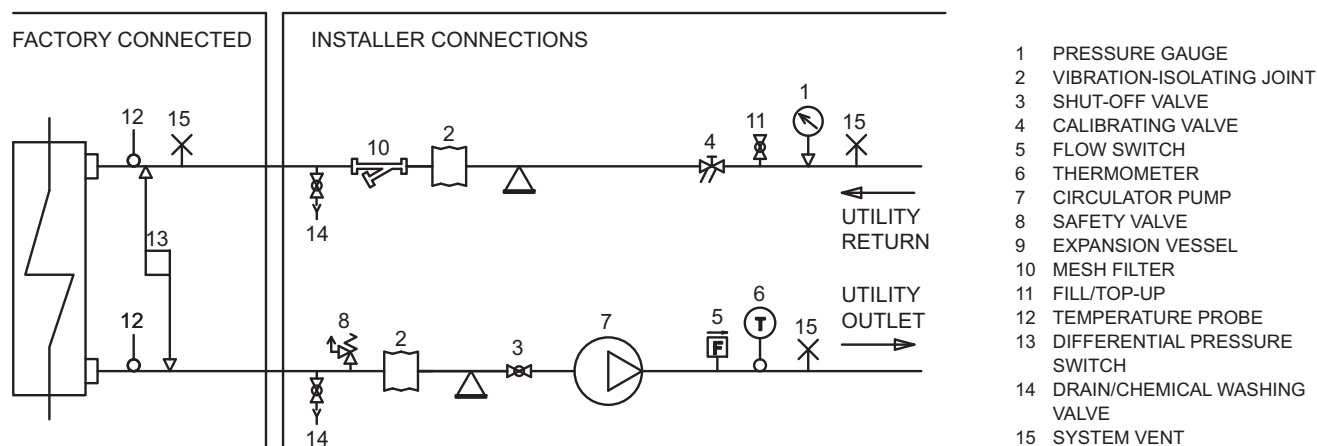 FACTORY CONNECTED
INSTALLER CONNECTIONS
12
15
14
10
2
4
11
1
15
UTILITY
RETURN
13
12
14
8
2
3
7
5
F
6
T
15
UTILITY
OUTLET
1 PRESSURE GAUGE
2 VIBRATION-ISOLATING JOINT
3 SHUT-OFF VALVE
4 CALIBRATING VALVE
5 FLOW SWITCH
6 THERMOMETER
7 CIRCULATOR PUMP
8 SAFETY VALVE
9 EXPANSION VESSEL
10 MESH FILTER
11 FILL/TOP-UP
12 TEMPERATURE PROBE
13 DIFFERENTIAL PRESSURE
SWITCH
14 DRAIN/CHEMICAL WASHING
VALVE
15 SYSTEM VENT